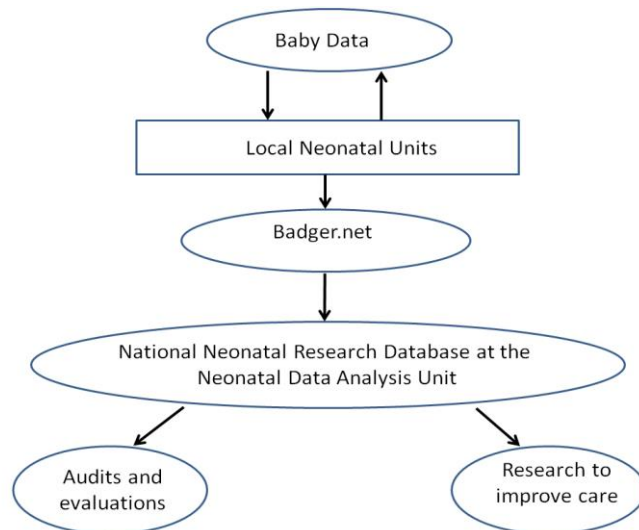 Baby Data
Local Neonatal Units
Badger.net
National Neonatal Research Database at the
Neonatal Data Analysis Unit
Audits and
evaluations
Research to
improve care